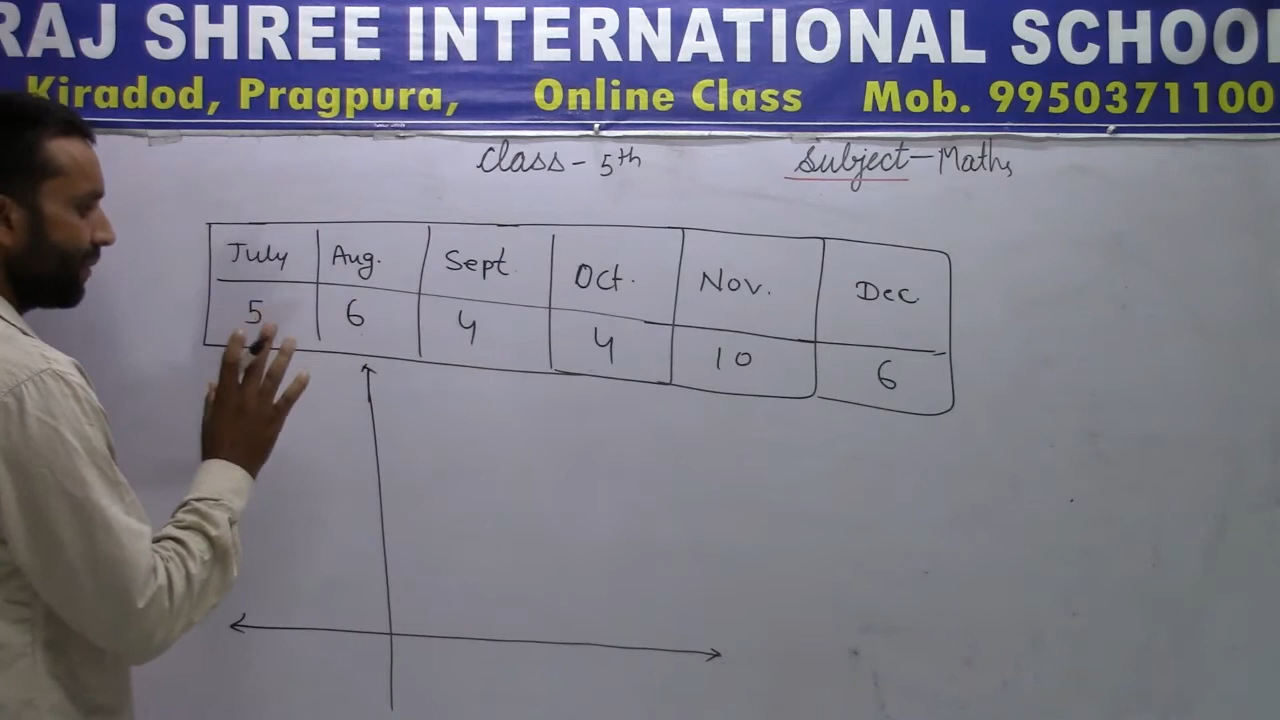 RAJ SHREE INTERNATIONAL SCHOOL
Kiradod, Pragpura, Online Class Mob. 9950371100
Class - 5th Subject - Maths
July Aug. Sept. Oct. Nov. Dec
5 6 4 4 10 6